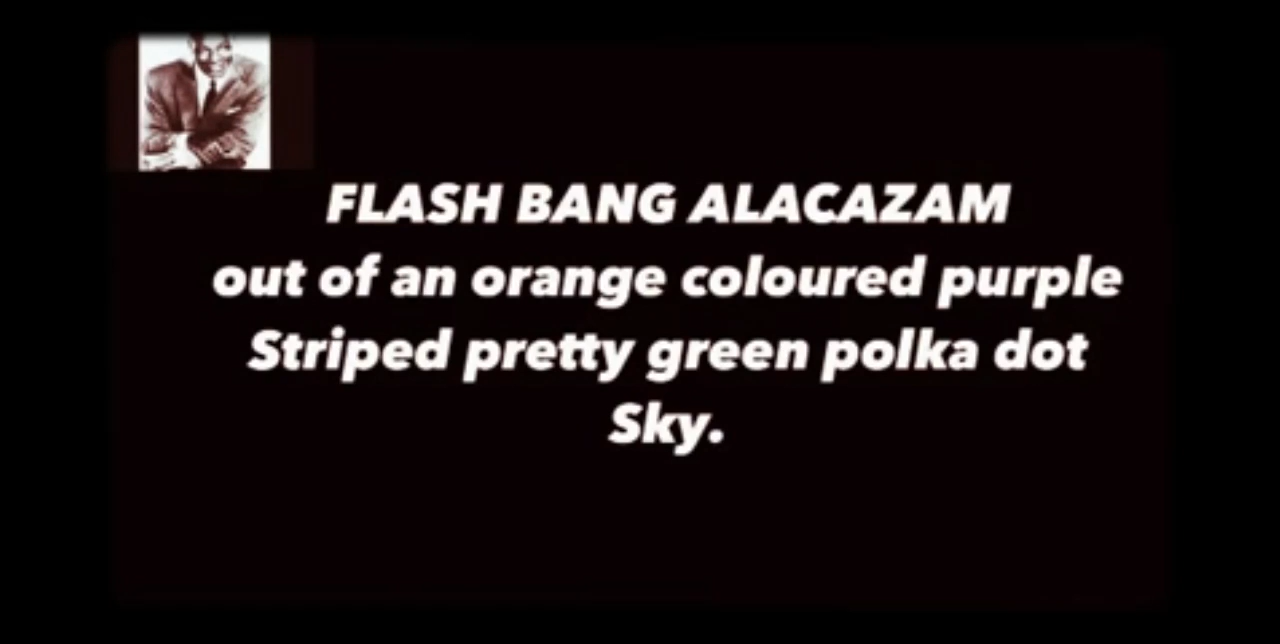 FLASH BANG ALACAZAM
out of an orange coloured purple
Striped pretty green polka dot
Sky.